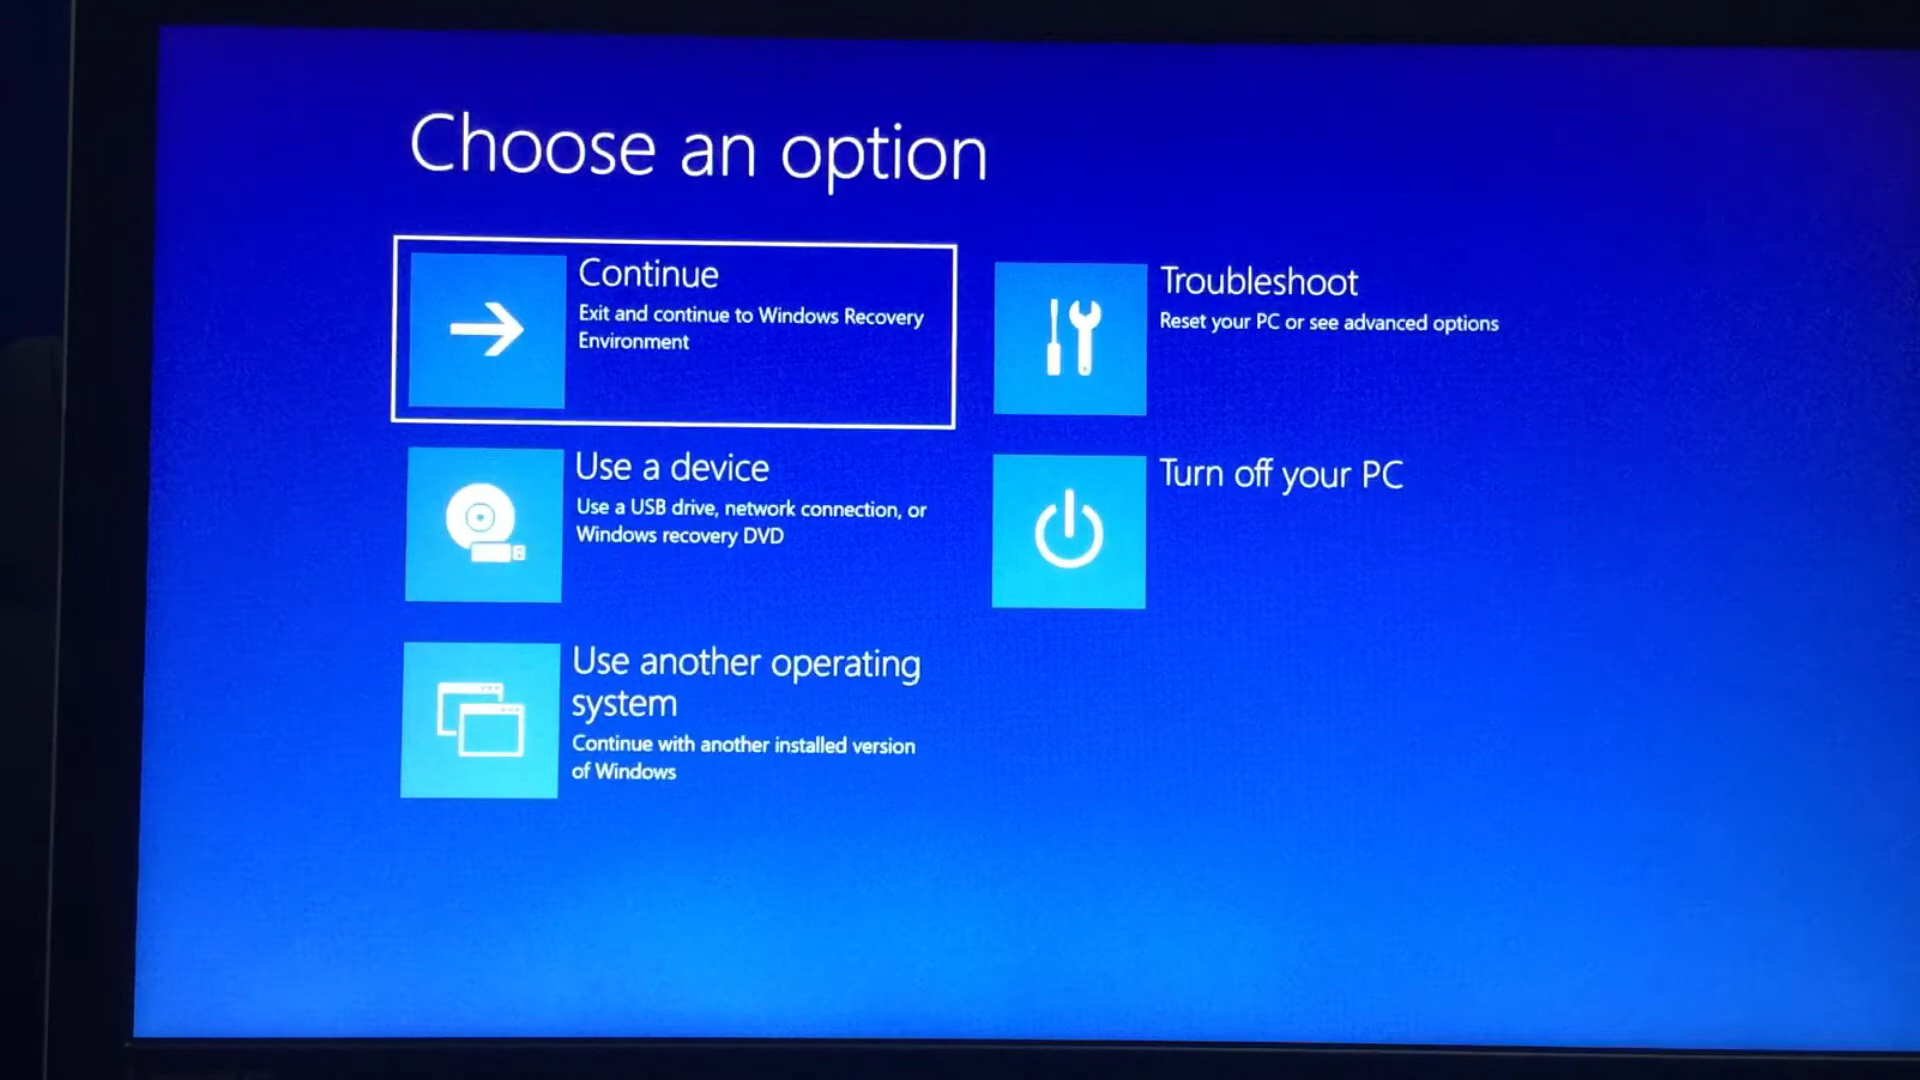 Choose an option
Continue
Exit and continue to Windows Recovery
Environment
Troubleshoot
Reset your PC or see advanced options
Use a device
Use a USB drive, network connection, or
Windows recovery DVD
Turn off your PC
Use another operating
system
Continue with another installed version
of Windows